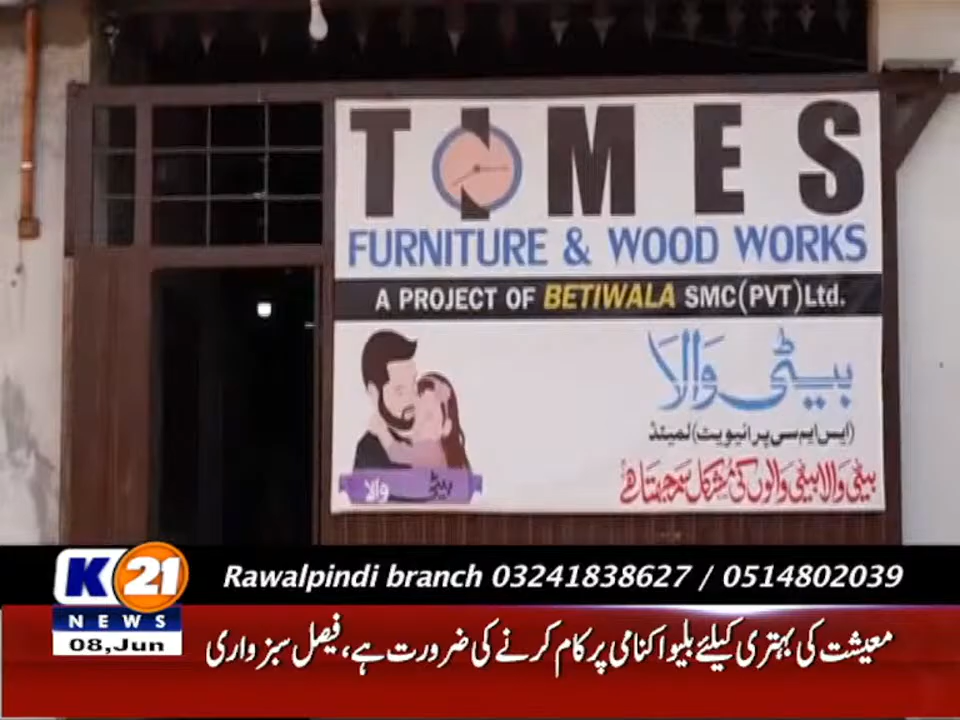 TIMES
FURNITURE & WOOD WORKS
A PROJECT OF BETIWALA SMC(PVT)Ltd.
بیٹی والا
(ایس ایم سی پرائیویٹ) لمیٹڈ
بیٹی والا بیٹی والوں کی مشکل سمجھتا ہے
بیٹی والا
K21
NEWS
08,Jun
Rawalpindi branch 03241838627 / 0514802039
معیشت کی بہتری کیلئے بلیو اکنامی پر کام کرنے کی ضرورت ہے، فیصل سبزواری